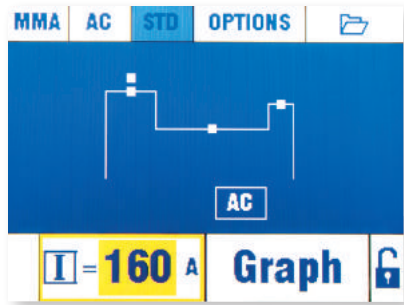 MMA AC STD OPTIONS
AC
I = 160 A Graph